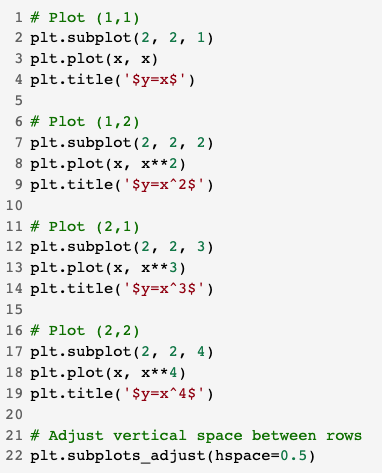 1 # Plot (1,1)
2 plt.subplot(2, 2, 1)
3 plt.plot(x, x)
4 plt.title('$y=x$')
5
6 # Plot (1,2)
7 plt.subplot(2, 2, 2)
8 plt.plot(x, x**2)
9 plt.title('$y=x^2$')
10
11 # Plot (2,1)
12 plt.subplot(2, 2, 3)
13 plt.plot(x, x**3)
14 plt.title('$y=x^3$')
15
16 # Plot (2,2)
17 plt.subplot(2, 2, 4)
18 plt.plot(x, x**4)
19 plt.title('$y=x^4$')
20
21 # Adjust vertical space between rows
22 plt.subplots_adjust(hspace=0.5)